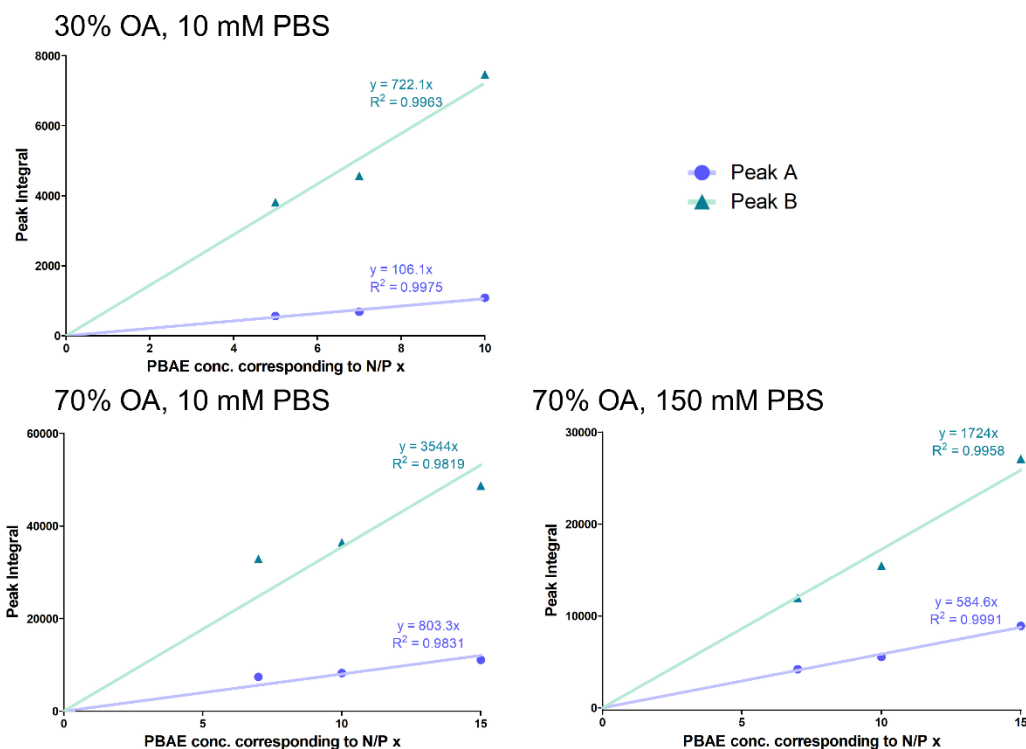 30% OA, 10 mM PBS
8000
6000
4000
2000
0
Peak Integral
y = 722.1x
R² = 0.9963
y = 106.1x
R² = 0.9975
0 2 4 6 8 10
PBAE conc. corresponding to N/P x
Peak A
Peak B
70% OA, 10 mM PBS
60000
40000
20000
0
Peak Integral
y = 3544x
R² = 0.9819
y = 803.3x
R² = 0.9831
0 5 10 15
PBAE conc. corresponding to N/P x
70% OA, 150 mM PBS
30000
20000
10000
0
Peak Integral
y = 1724x
R² = 0.9958
y = 584.6x
R² = 0.9991
0 5 10 15
PBAE conc. corresponding to N/P x